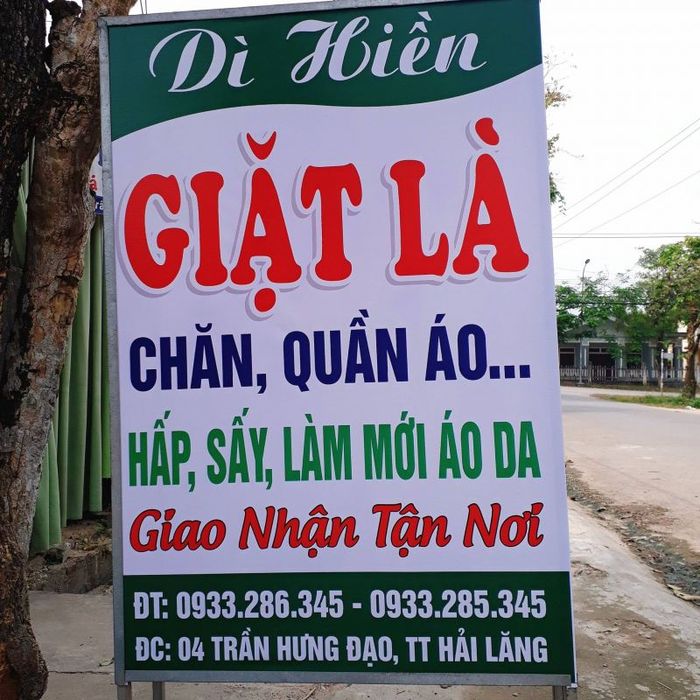 Dì Hiền
GIẶT LÀ
CHĂN, QUẦN ÁO...
HẤP, SẤY, LÀM MỚI ÁO DA
Giao Nhận Tận Nơi
ĐT: 0933.286.345 - 0933.285.345
ĐC: 04 TRẦN HƯNG ĐẠO, TT HẢI LĂNG